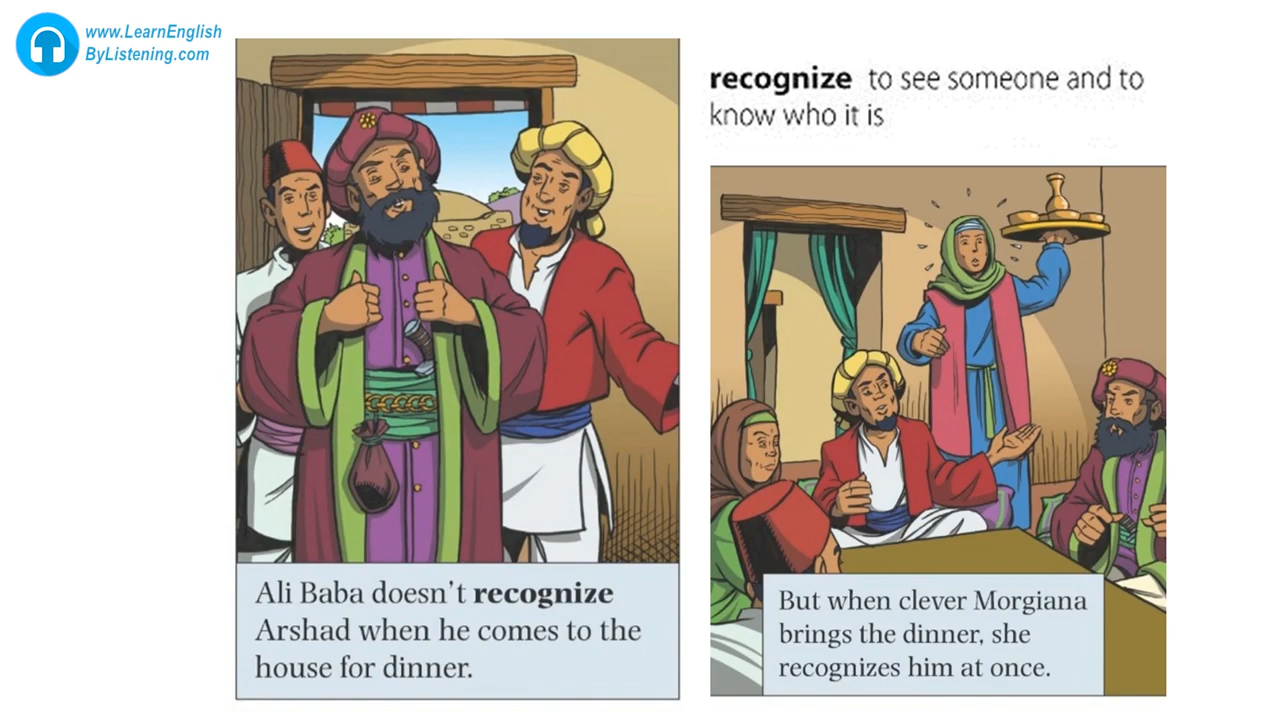 www.LearnEnglish
ByListening.com
Ali Baba doesn't recognize
Arshad when he comes to the
house for dinner.
recognize to see someone and to
know who it is
But when clever Morgiana
brings the dinner, she
recognizes him at once.